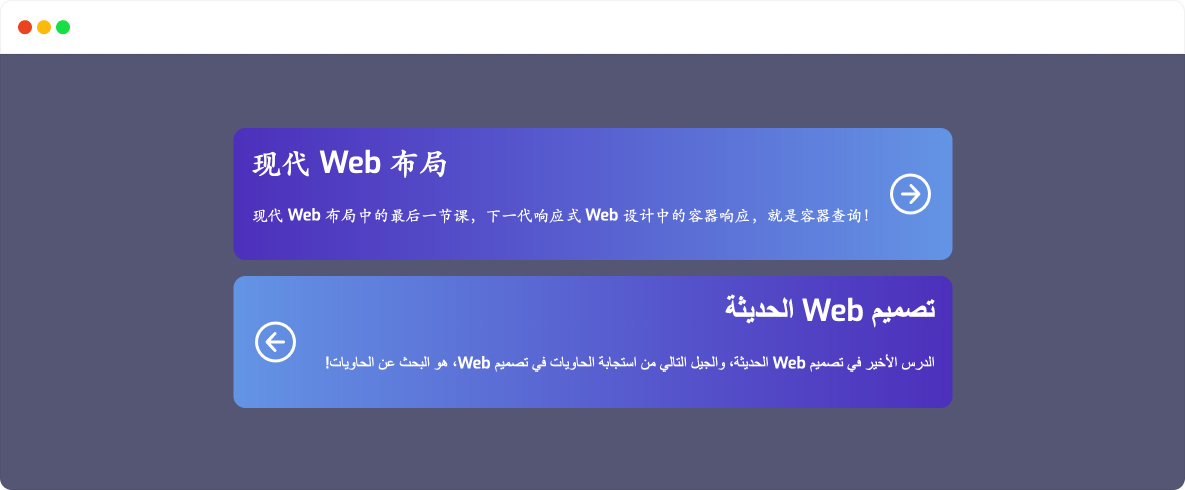 现代 Web 布局
现代 Web 布局中的最后一节课，下一代响应式 Web 设计中的容器响应，就是容器查询！
تصميم Web الحديثة
الدرس الأخير في تصميم Web الحديثة، والجيل التالي من استجابة الحاويات في تصميم Web، هو البحث عن الحاويات!